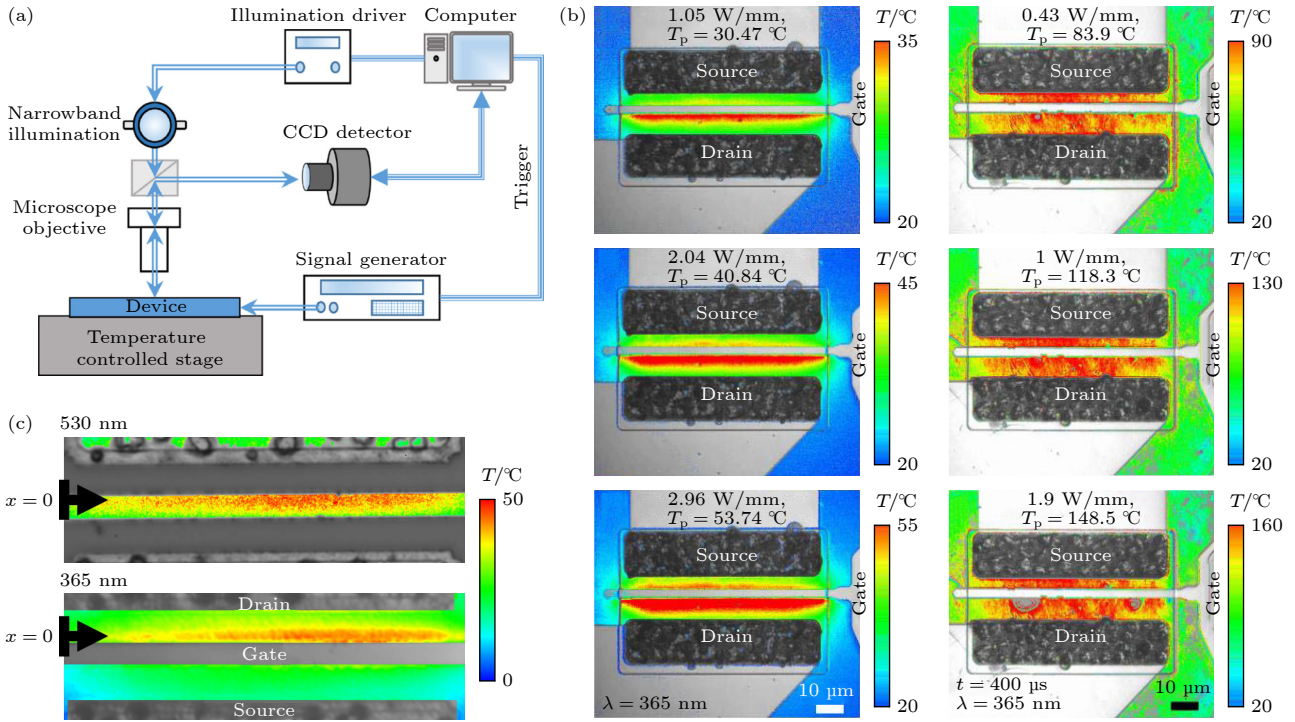 (a)
Illumination driver
Computer
Narrowband
illumination
CCD detector
Trigger
Microscope
objective
Signal generator
Device
Temperature
controlled stage
(b)
1.05 W/mm,
Tp = 30.47 ℃
Source
Drain
Gate
T/℃
35
20
0.43 W/mm,
Tp = 83.9 ℃
Source
Drain
Gate
T/℃
90
20
2.04 W/mm,
Tp = 40.84 ℃
Source
Drain
Gate
T/℃
45
20
1 W/mm,
Tp = 118.3 ℃
Source
Drain
Gate
T/℃
130
20
2.96 W/mm,
Tp = 53.74 ℃
Source
Drain
Gate
λ = 365 nm
10 μm
T/℃
55
20
1.9 W/mm,
Tp = 148.5 ℃
Source
Drain
Gate
t = 400 μs
λ = 365 nm
10 μm
T/℃
160
20
(c)
530 nm
x = 0
365 nm
Drain
x = 0
Gate
Source
T/℃
50
0